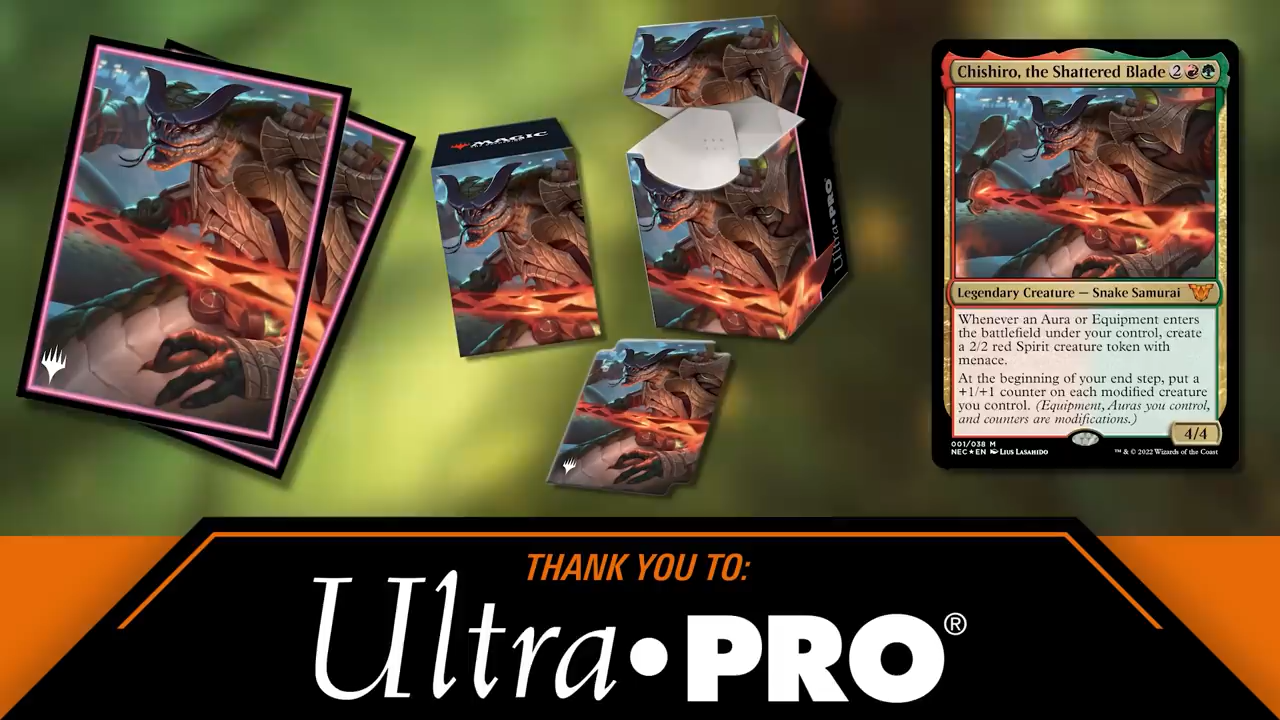 MAGIC
Ultra•PRO
Chishiro, the Shattered Blade 2
Legendary Creature — Snake Samurai
Whenever an Aura or Equipment enters
the battlefield under your control, create
a 2/2 red Spirit creature token with
menace.
At the beginning of your end step, put a
+1/+1 counter on each modified creature
you control. (Equipment, Auras you control,
and counters are modifications.)
4/4
001/038 M
NEC★EN Lius Lasahido
™ & © 2022 Wizards of the Coast
THANK YOU TO:
Ultra•PRO®